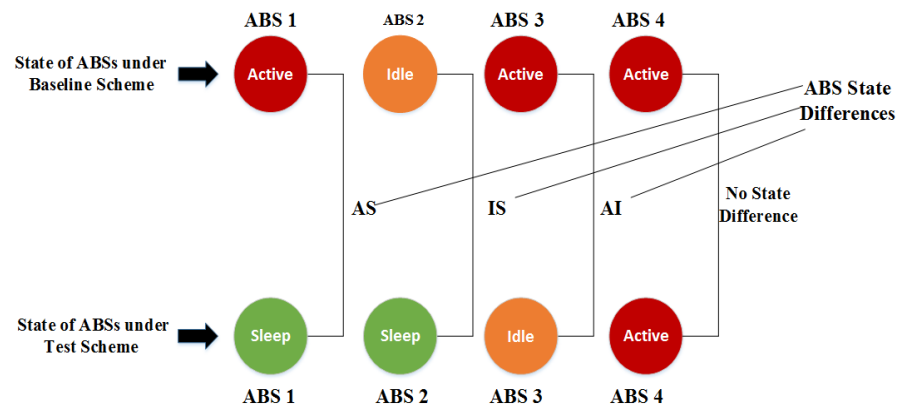 ABS 1
ABS 2
ABS 3
ABS 4
State of ABSs under
Baseline Scheme
Active
Idle
Active
Active
ABS State
Differences
AS
IS
AI
No State
Difference
State of ABSs under
Test Scheme
Sleep
Sleep
Idle
Active
ABS 1
ABS 2
ABS 3
ABS 4